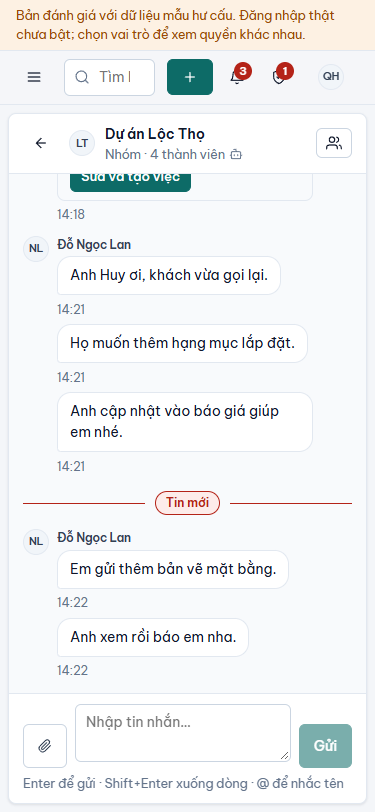 Bản đánh giá với dữ liệu mẫu hư cấu. Đăng nhập thật
chưa bật; chọn vai trò để xem quyền khác nhau.
Tìm
3
1
QH
LT
Dự án Lộc Thọ
Nhóm · 4 thành viên
Sửa và tạo việc
14:18
NL
Đỗ Ngọc Lan
Anh Huy ơi, khách vừa gọi lại.
14:21
Họ muốn thêm hạng mục lắp đặt.
14:21
Anh cập nhật vào báo giá giúp
em nhé.
14:21
Tin mới
NL
Đỗ Ngọc Lan
Em gửi thêm bản vẽ mặt bằng.
14:22
Anh xem rồi báo em nha.
14:22
Nhập tin nhắn...
Gửi
Enter để gửi · Shift+Enter xuống dòng · @ để nhắc tên